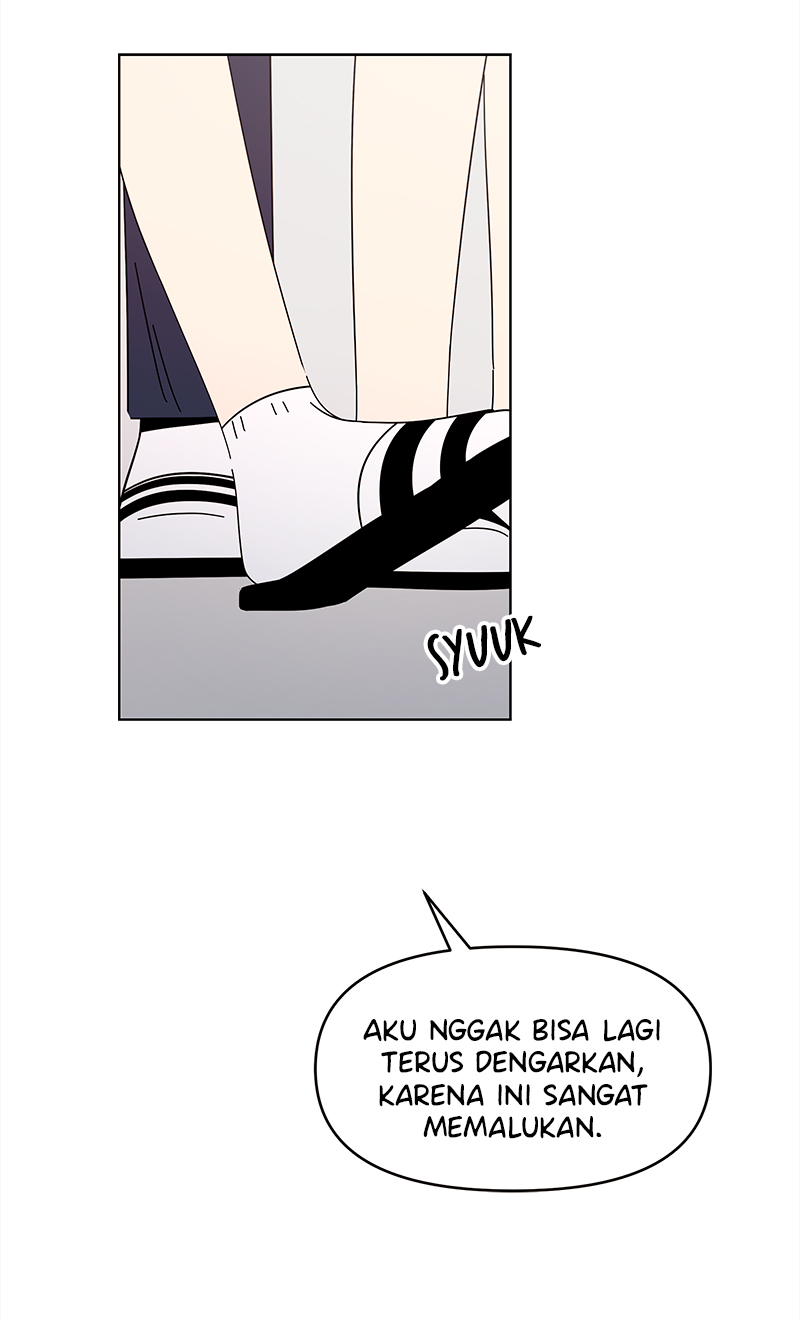 SYUUK
AKU NGGAK BISA LAGI
TERUS DENGARKAN,
KARENA INI SANGAT
MEMALUKAN.